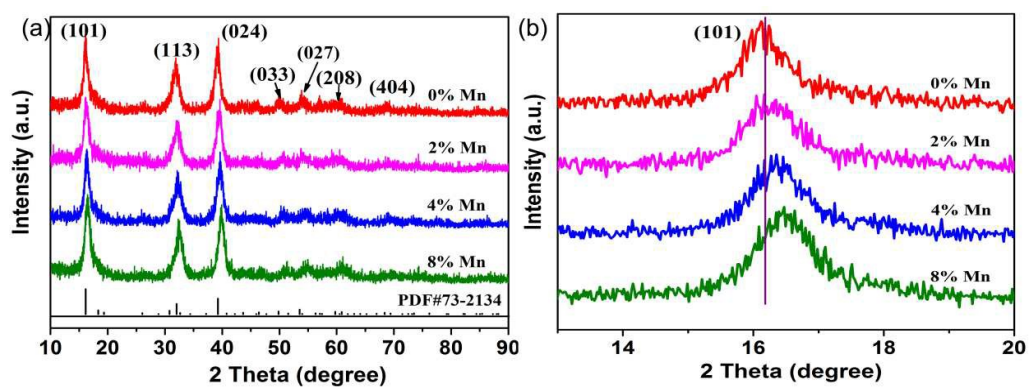 (a)
(101)
(113)
(024)
(033)
(027)
(208)
(404)
0% Mn
2% Mn
4% Mn
8% Mn
PDF#73-2134
Intensity (a.u.)
10 20 30 40 50 60 70 80 90
2 Theta (degree)
(b)
(101)
0% Mn
2% Mn
4% Mn
8% Mn
Intensity (a.u.)
14 16 18 20
2 Theta (degree)